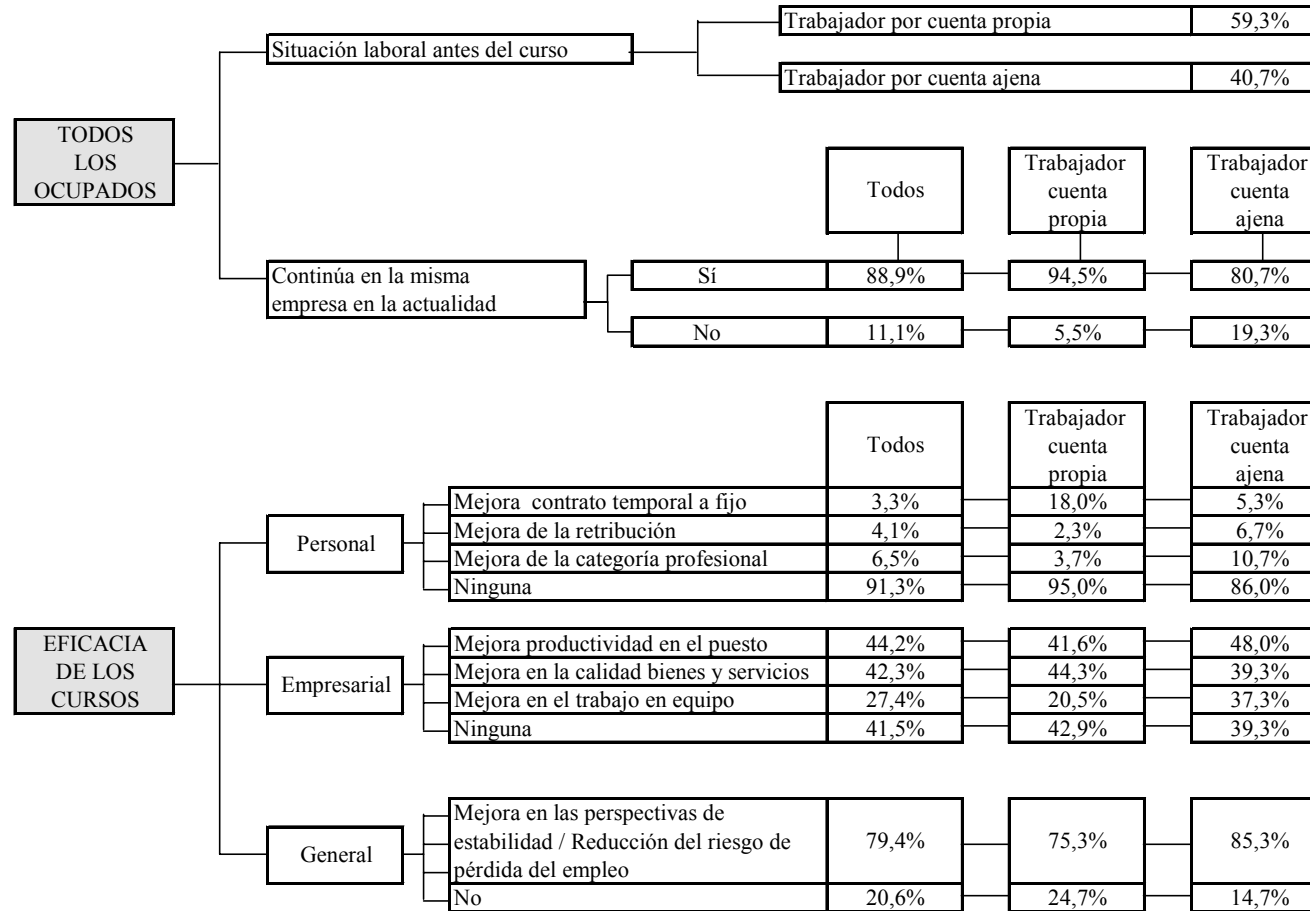 Trabajador por cuenta propia 59,3%
Situación laboral antes del curso
Trabajador por cuenta ajena 40,7%
TODOS
LOS
OCUPADOS
Todos
Trabajador
cuenta
propia
Trabajador
cuenta
ajena
Continúa en la misma
empresa en la actualidad
Sí 88,9% 94,5% 80,7%
No 11,1% 5,5% 19,3%
Todos
Trabajador
cuenta
propia
Trabajador
cuenta
ajena
EFICACIA
DE LOS
CURSOS
Personal
Mejora contrato temporal a fijo 3,3% 18,0% 5,3%
Mejora de la retribución 4,1% 2,3% 6,7%
Mejora de la categoría profesional 6,5% 3,7% 10,7%
Ninguna 91,3% 95,0% 86,0%
Empresarial
Mejora productividad en el puesto 44,2% 41,6% 48,0%
Mejora en la calidad bienes y servicios 42,3% 44,3% 39,3%
Mejora en el trabajo en equipo 27,4% 20,5% 37,3%
Ninguna 41,5% 42,9% 39,3%
General
Mejora en las perspectivas de
estabilidad / Reducción del riesgo de
pérdida del empleo
79,4% 75,3% 85,3%
No 20,6% 24,7% 14,7%